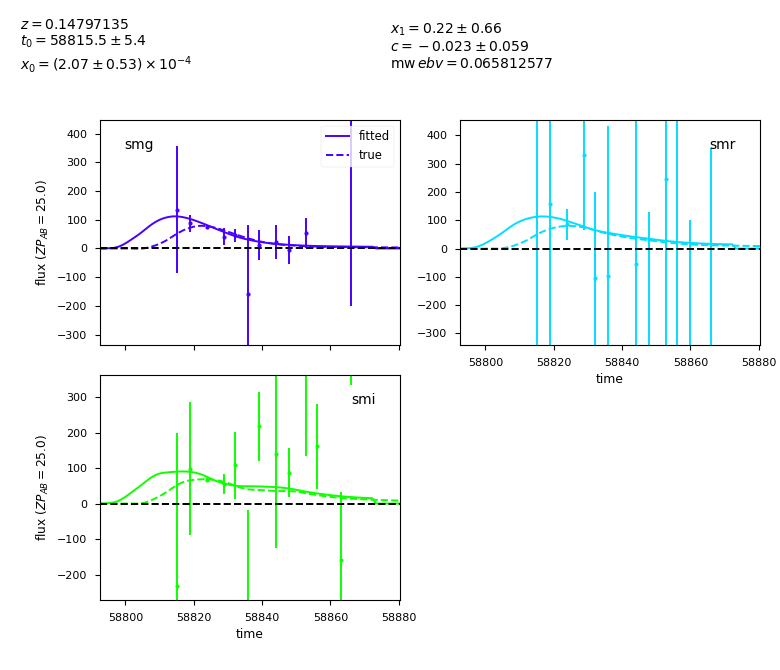 z = 0.14797135
t₀ = 58815.5 ± 5.4
x₀ = (2.07 ± 0.53) × 10⁻⁴
x₁ = 0.22 ± 0.66
c = −0.023 ± 0.059
mw ebv = 0.065812577
smg
fitted
true
flux (ZP_AB = 25.0)
400
300
200
100
0
−100
−200
−300
smr
400
300
200
100
0
−100
−200
−300
58800 58820 58840 58860 58880
time
smi
flux (ZP_AB = 25.0)
300
200
100
0
−100
−200
58800 58820 58840 58860 58880
time